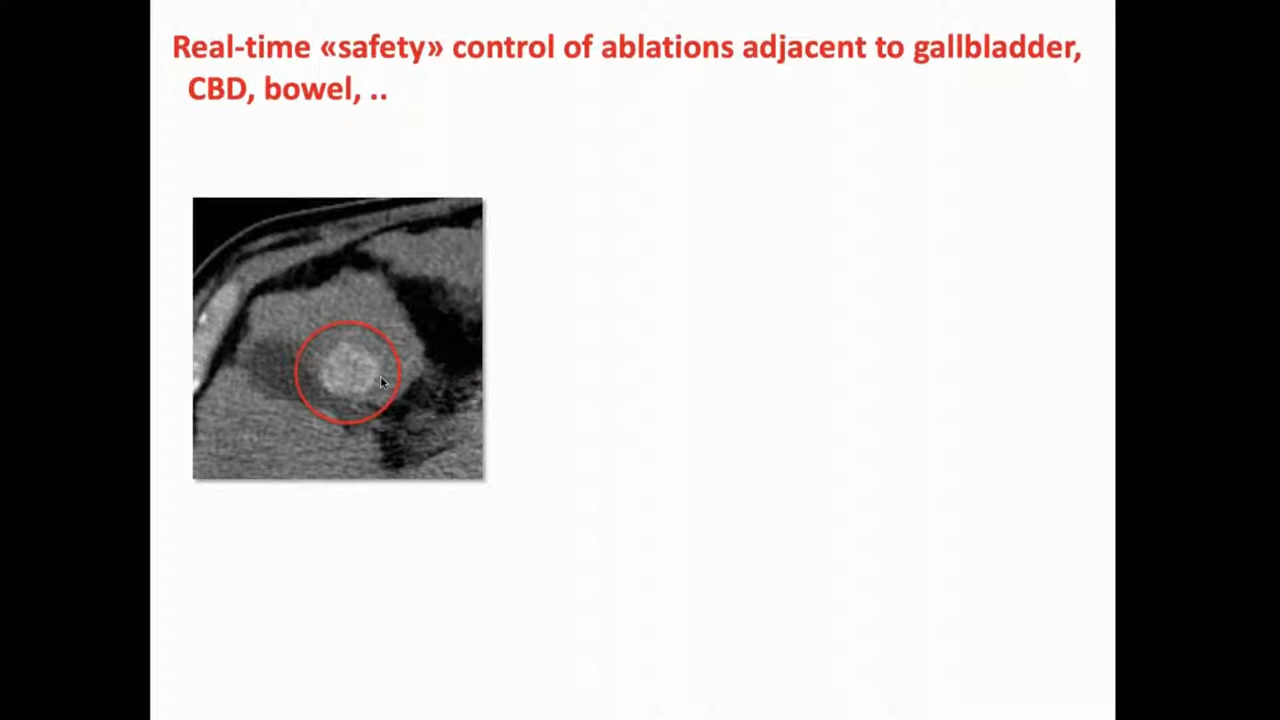 Real-time «safety» control of ablations adjacent to gallbladder,
CBD, bowel, ..